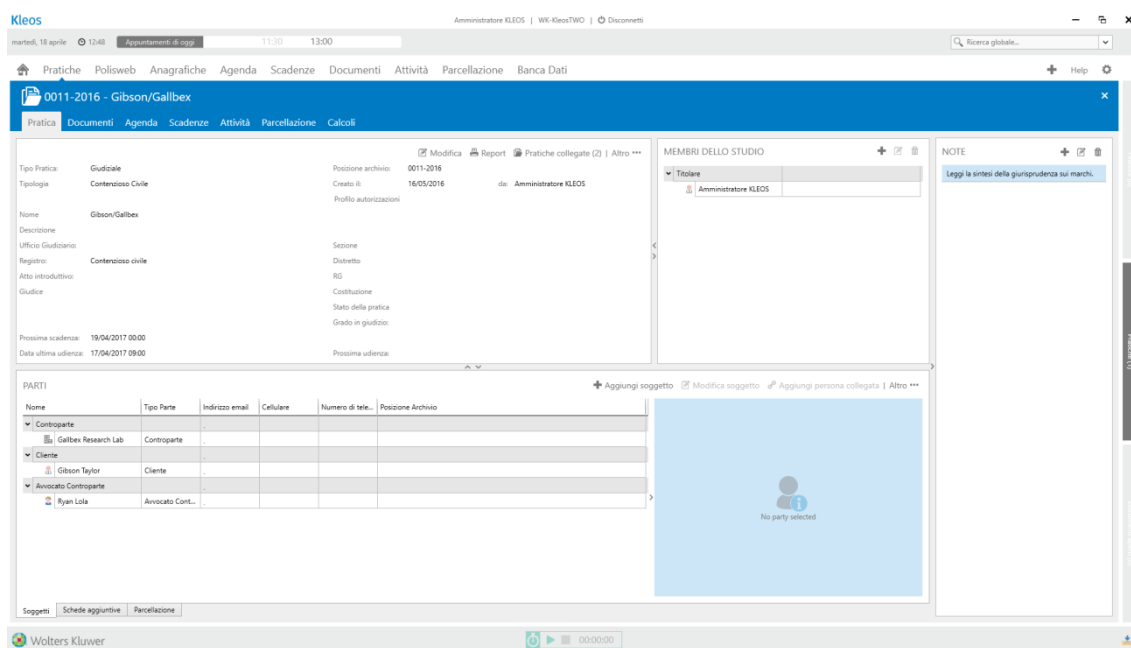 Kleos
Amministratore KLEOS | WK-KleosTWO | Disconnetti
martedì, 18 aprile 12:48 Appuntamenti di oggi 11:30 13:00 Ricerca globale...
Pratiche Polisweb Anagrafiche Agenda Scadenze Documenti Attività Parcellazione Banca Dati Help
0011-2016 - Gibson/Gallbex
Pratica Documenti Agenda Scadenze Attività Parcellazione Calcoli
Modifica Report Pratiche collegate (2) | Altro •••
Tipo Pratica: Giudiziale Posizione archivio: 0011-2016
Tipologia Contenzioso Civile Creato il: 16/05/2016 da: Amministratore KLEOS
Profilo autorizzazioni
Nome Gibson/Gallbex
Descrizione
Ufficio Giudiziario: Sezione
Registro: Contenzioso civile Distretto
Atto introduttivo: RG
Giudice Costituzione
Stato della pratica
Grado in giudizio:
Prossima scadenza: 19/04/2017 00:00
Data ultima udienza: 17/04/2017 09:00 Prossima udienza:
MEMBRI DELLO STUDIO
Titolare
Amministratore KLEOS
NOTE
Leggi la sintesi della giurisprudenza sui marchi.
PARTI
Aggiungi soggetto Modifica soggetto Aggiungi persona collegata | Altro •••
Nome Tipo Parte Indirizzo email Cellulare Numero di tele... Posizione Archivio
Controparte
Gallbex Research Lab Controparte
Cliente
Gibson Taylor Cliente
Avvocato Controparte
Ryan Lola Avvocato Cont...
No party selected
Soggetti Schede aggiuntive Parcellazione
Wolters Kluwer 00:00:00